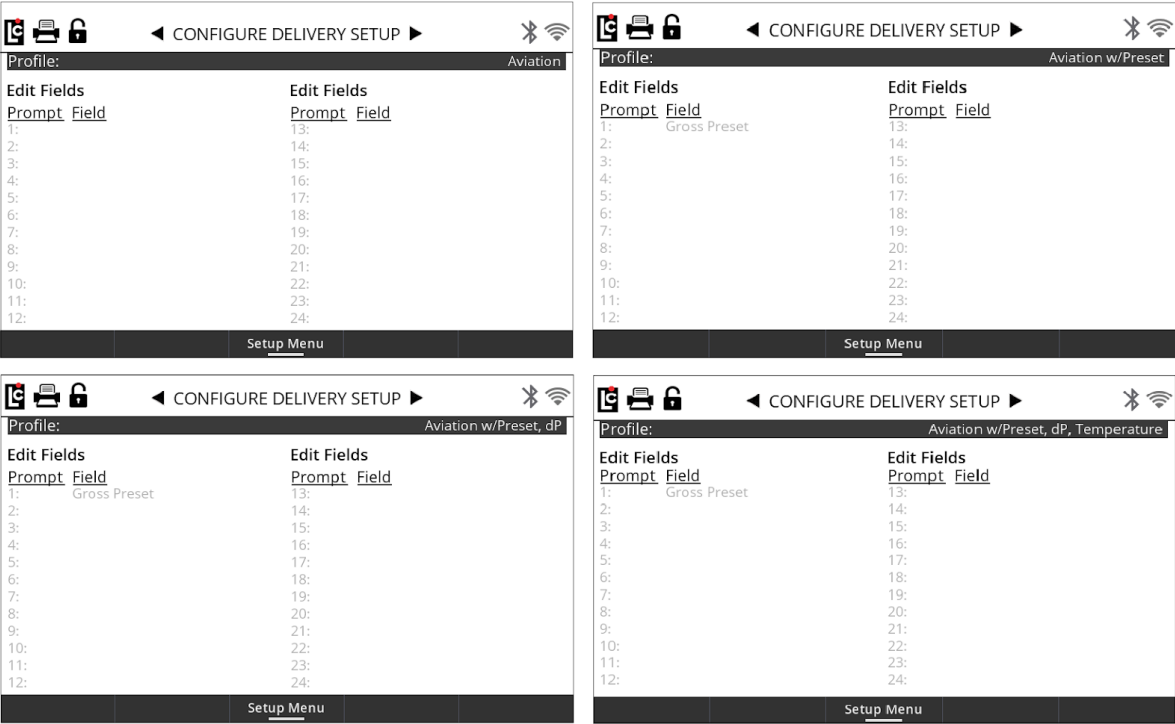 LC
◀ CONFIGURE DELIVERY SETUP ▶
Profile: Aviation
Edit Fields Edit Fields
Prompt Field Prompt Field
1: 13:
2: 14:
3: 15:
4: 16:
5: 17:
6: 18:
7: 19:
8: 20:
9: 21:
10: 22:
11: 23:
12: 24:
Setup Menu
LC
◀ CONFIGURE DELIVERY SETUP ▶
Profile: Aviation w/Preset
Edit Fields Edit Fields
Prompt Field Prompt Field
1: Gross Preset 13:
2: 14:
3: 15:
4: 16:
5: 17:
6: 18:
7: 19:
8: 20:
9: 21:
10: 22:
11: 23:
12: 24:
Setup Menu
LC
◀ CONFIGURE DELIVERY SETUP ▶
Profile: Aviation w/Preset, dP
Edit Fields Edit Fields
Prompt Field Prompt Field
1: Gross Preset 13:
2: 14:
3: 15:
4: 16:
5: 17:
6: 18:
7: 19:
8: 20:
9: 21:
10: 22:
11: 23:
12: 24:
Setup Menu
LC
◀ CONFIGURE DELIVERY SETUP ▶
Profile: Aviation w/Preset, dP, Temperature
Edit Fields Edit Fields
Prompt Field Prompt Field
1: Gross Preset 13:
2: 14:
3: 15:
4: 16:
5: 17:
6: 18:
7: 19:
8: 20:
9: 21:
10: 22:
11: 23:
12: 24:
Setup Menu